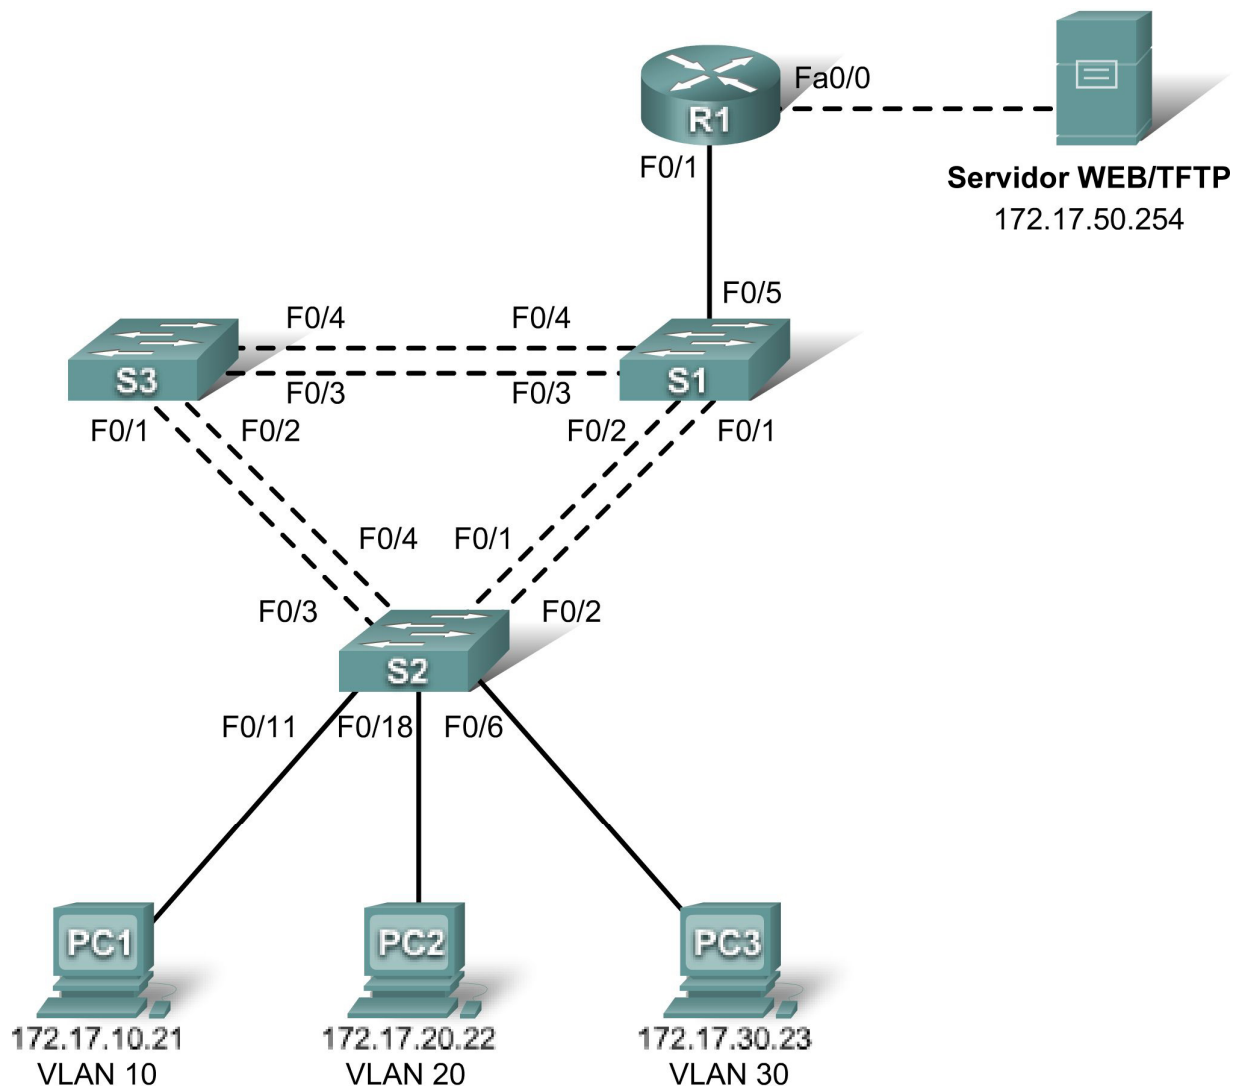 Fa0/0
R1
F0/1
Servidor WEB/TFTP
172.17.50.254
F0/5
F0/4
F0/4
S3
S1
F0/3
F0/3
F0/1
F0/2
F0/2
F0/1
F0/4
F0/1
F0/3
F0/2
S2
F0/11
F0/18
F0/6
PC1
PC2
PC3
172.17.10.21
172.17.20.22
172.17.30.23
VLAN 10
VLAN 20
VLAN 30